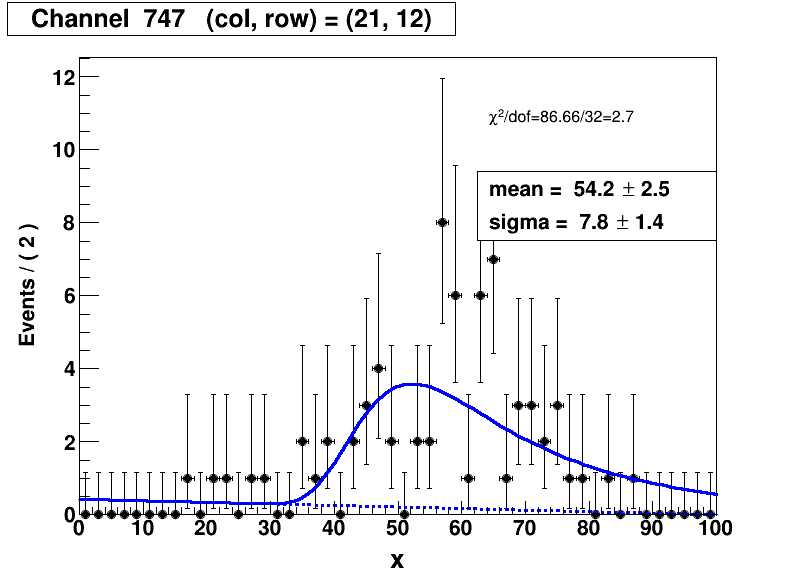 Channel 747 (col, row) = (21, 12)
χ²/dof=86.66/32=2.7
mean = 54.2 ± 2.5
sigma = 7.8 ± 1.4
Events / ( 2 )
12
10
8
6
4
2
0
0 10 20 30 40 50 60 70 80 90 100
x